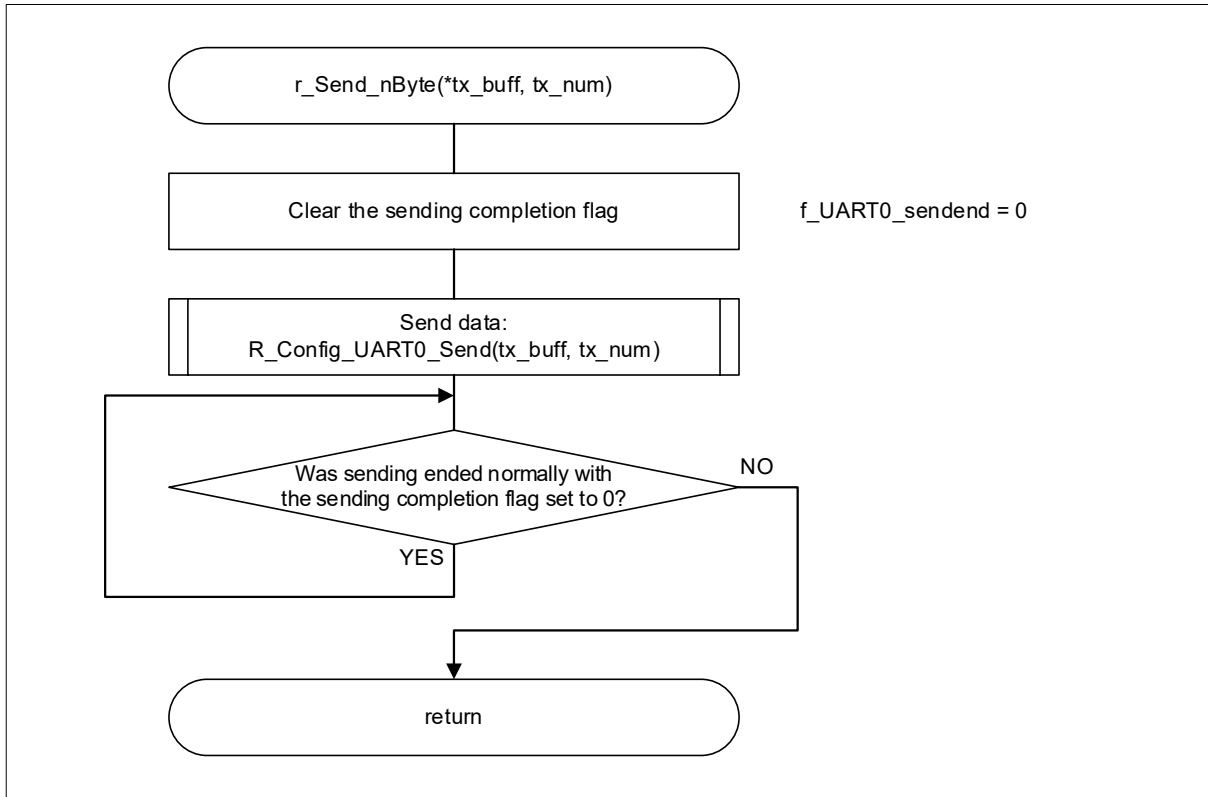 r_Send_nByte(*tx_buff, tx_num)
Clear the sending completion flag
f_UART0_sendend = 0
Send data:
R_Config_UART0_Send(tx_buff, tx_num)
Was sending ended normally with
the sending completion flag set to 0?
NO
YES
return